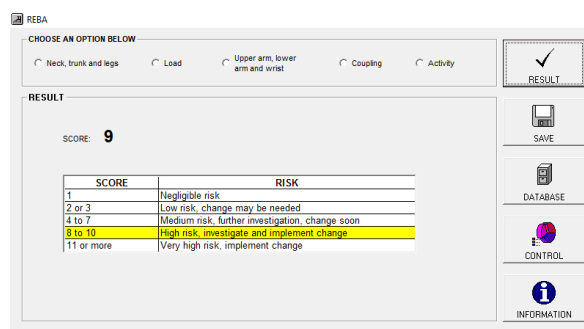 REBA
CHOOSE AN OPTION BELOW
Neck, trunk and legs
Load
Upper arm, lower
arm and wrist
Coupling
Activity
RESULT
SCORE: 9
SCORE RISK
1 Negligible risk
2 or 3 Low risk, change may be needed
4 to 7 Medium risk, further investigation, change soon
8 to 10 High risk, investigate and implement change
11 or more Very high risk, implement change
RESULT
SAVE
DATABASE
CONTROL
INFORMATION